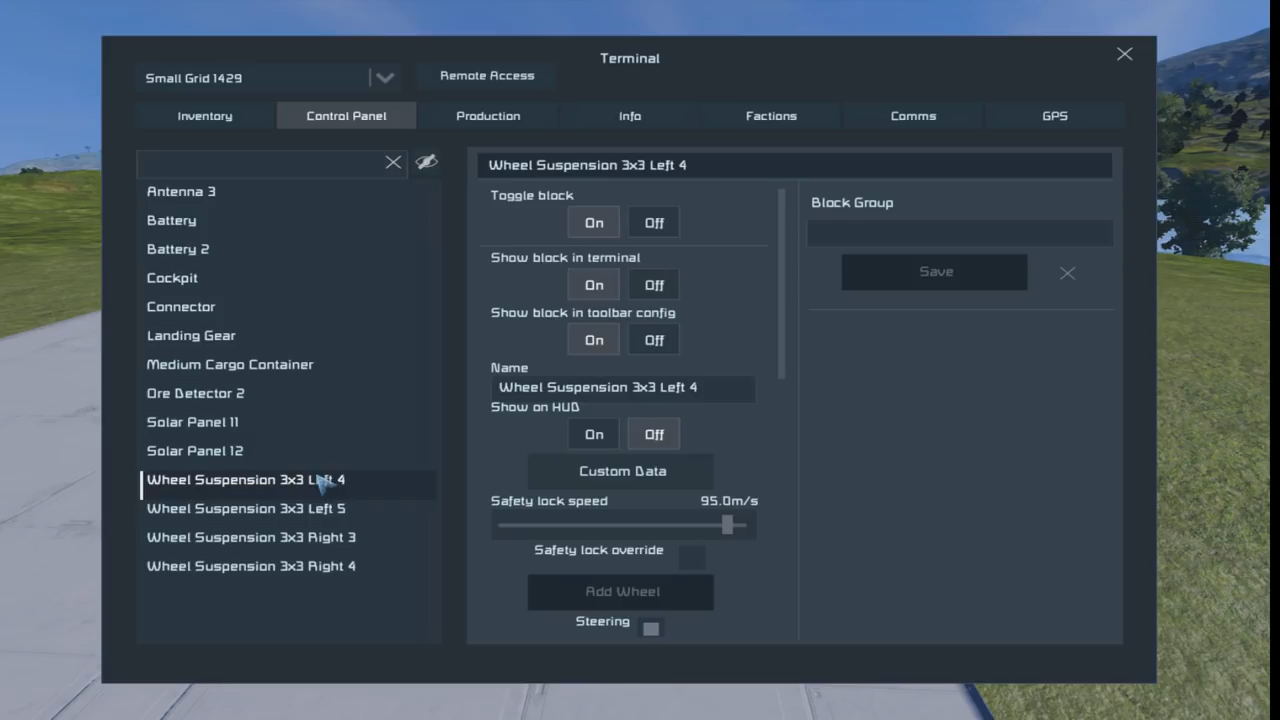 Terminal
Small Grid 1429
Remote Access
Inventory
Control Panel
Production
Info
Factions
Comms
GPS
Antenna 3
Battery
Battery 2
Cockpit
Connector
Landing Gear
Medium Cargo Container
Ore Detector 2
Solar Panel 11
Solar Panel 12
Wheel Suspension 3x3 Left 4
Wheel Suspension 3x3 Left 5
Wheel Suspension 3x3 Right 3
Wheel Suspension 3x3 Right 4
Wheel Suspension 3x3 Left 4
Toggle block
On Off
Show block in terminal
On Off
Show block in toolbar config
On Off
Name
Wheel Suspension 3x3 Left 4
Show on HUD
On Off
Custom Data
Safety lock speed 95.0m/s
Safety lock override
Add Wheel
Steering
Block Group
Save